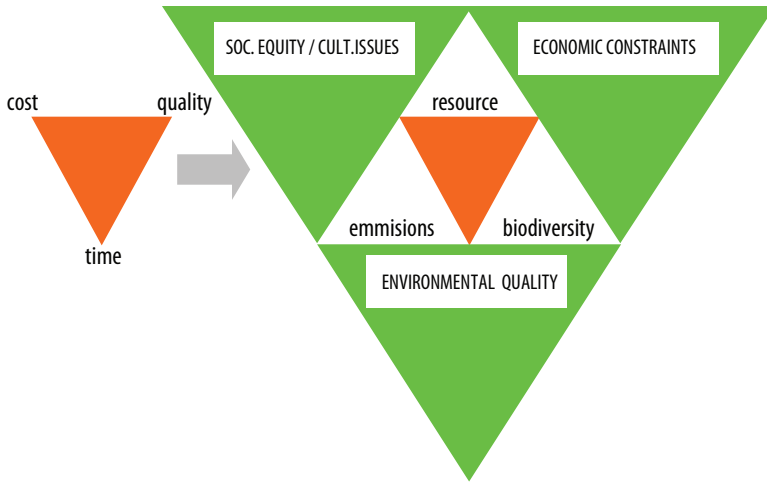 cost
quality
time
SOC. EQUITY / CULT.ISSUES
ECONOMIC CONSTRAINTS
resource
emmisions
biodiversity
ENVIRONMENTAL QUALITY